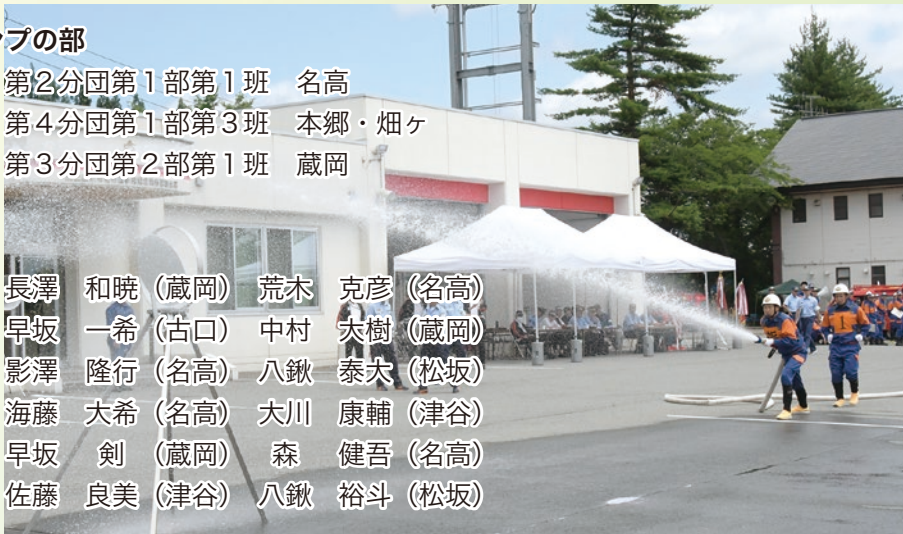 プの部
第２分団第１部第１班　名高
第４分団第１部第３班　本郷・畑ヶ
第３分団第２部第１班　蔵岡
長澤　和暁（蔵岡）　荒木　克彦（名高）
早坂　一希（古口）　中村　大樹（蔵岡）
影澤　隆行（名高）　八鍬　泰大（松坂）
海藤　大希（名高）　大川　康輔（津谷）
早坂　剣　（蔵岡）　森　健吾（名高）
佐藤　良美（津谷）　八鍬　裕斗（松坂）
1